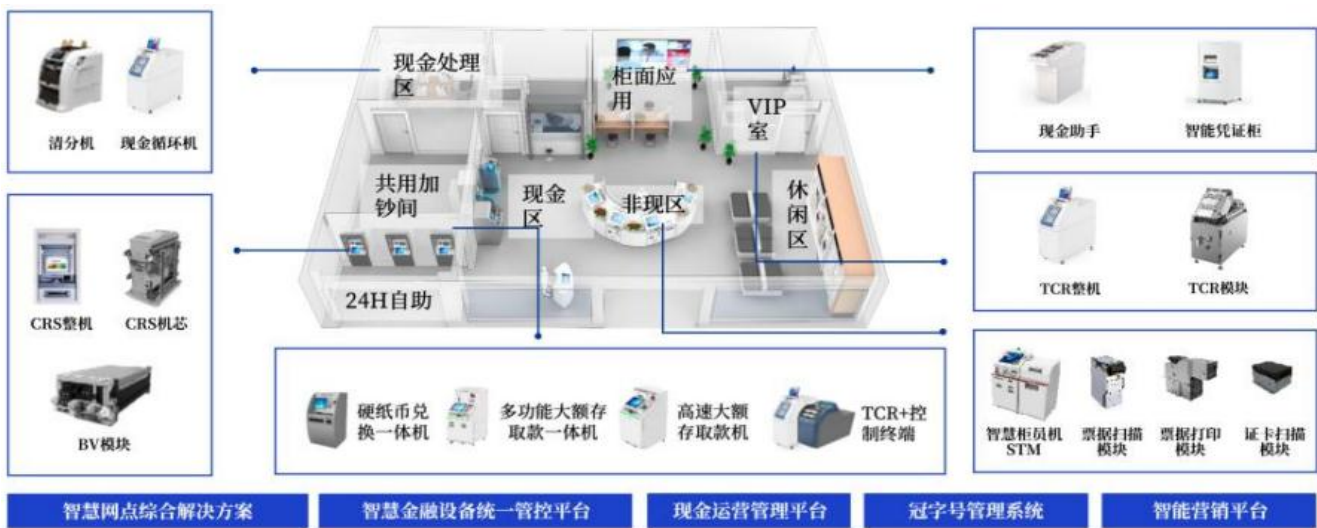 清分机
现金循环机
CRS整机
CRS机芯
BV模块
现金处理
区
柜面应
用
VIP
室
共用加
钞间
现金
区
非现区
休
闲
区
24H自助
硬纸币兑
换一体机
多功能大额存
取款一体机
高速大额
存取款机
TCR+控
制终端
现金助手
智能凭证柜
TCR整机
TCR模块
智慧柜员机
STM
票据扫描
模块
票据打印
模块
证卡扫描
模块
智慧网点综合解决方案
智慧金融设备统一管控平台
现金运营管理平台
冠字号管理系统
智能营销平台